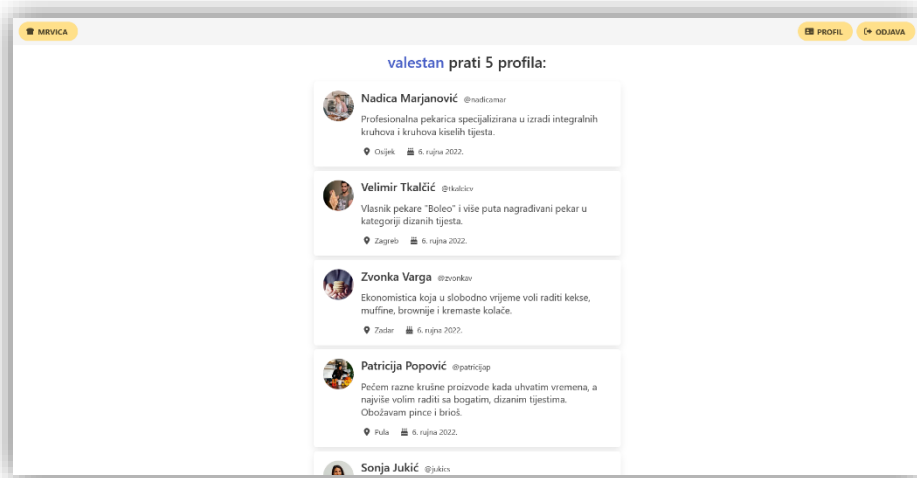 MRVICA
PROFIL
ODJAVA
valestan prati 5 profila:
Nadica Marjanović @nadicamar
Profesionalna pekarica specijalizirana u izradi integralnih
kruhova i kruhova kiselih tijesta.
Osijek 6. rujna 2022.
Velimir Tkalčić @tkalcicv
Vlasnik pekare "Boleo" i više puta nagrađivani pekar u
kategoriji dizanih tijesta.
Zagreb 6. rujna 2022.
Zvonka Varga @zvonkav
Ekonomistica koja u slobodno vrijeme voli raditi kekse,
muffine, brownije i kremaste kolače.
Zadar 6. rujna 2022.
Patricija Popović @patricijap
Pečem razne krušne proizvode kada uhvatim vremena, a
najviše volim raditi sa bogatim, dizanim tijestima.
Obožavam pince i brioš.
Pula 6. rujna 2022.
Sonja Jukić @jukics